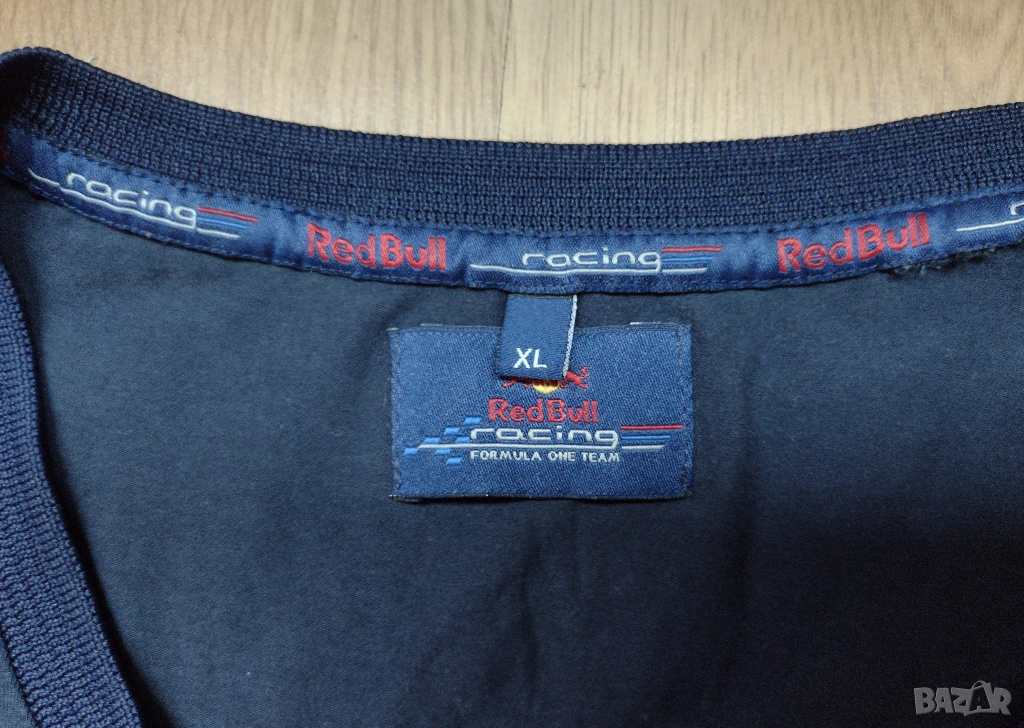 racing RedBull racing RedBull
XL
RedBull
racing
FORMULA ONE TEAM
BAZAR